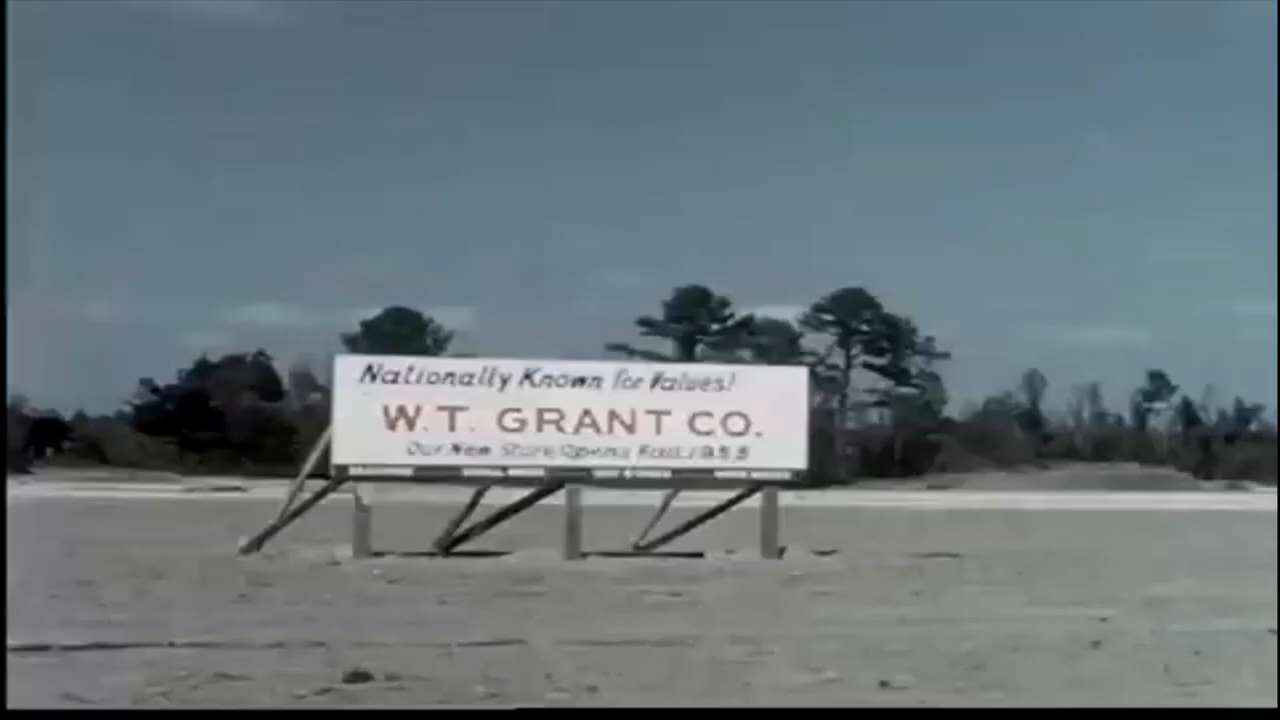 Nationally Known for Values!
W.T. GRANT CO.
Our New Store Opens Fall 1958